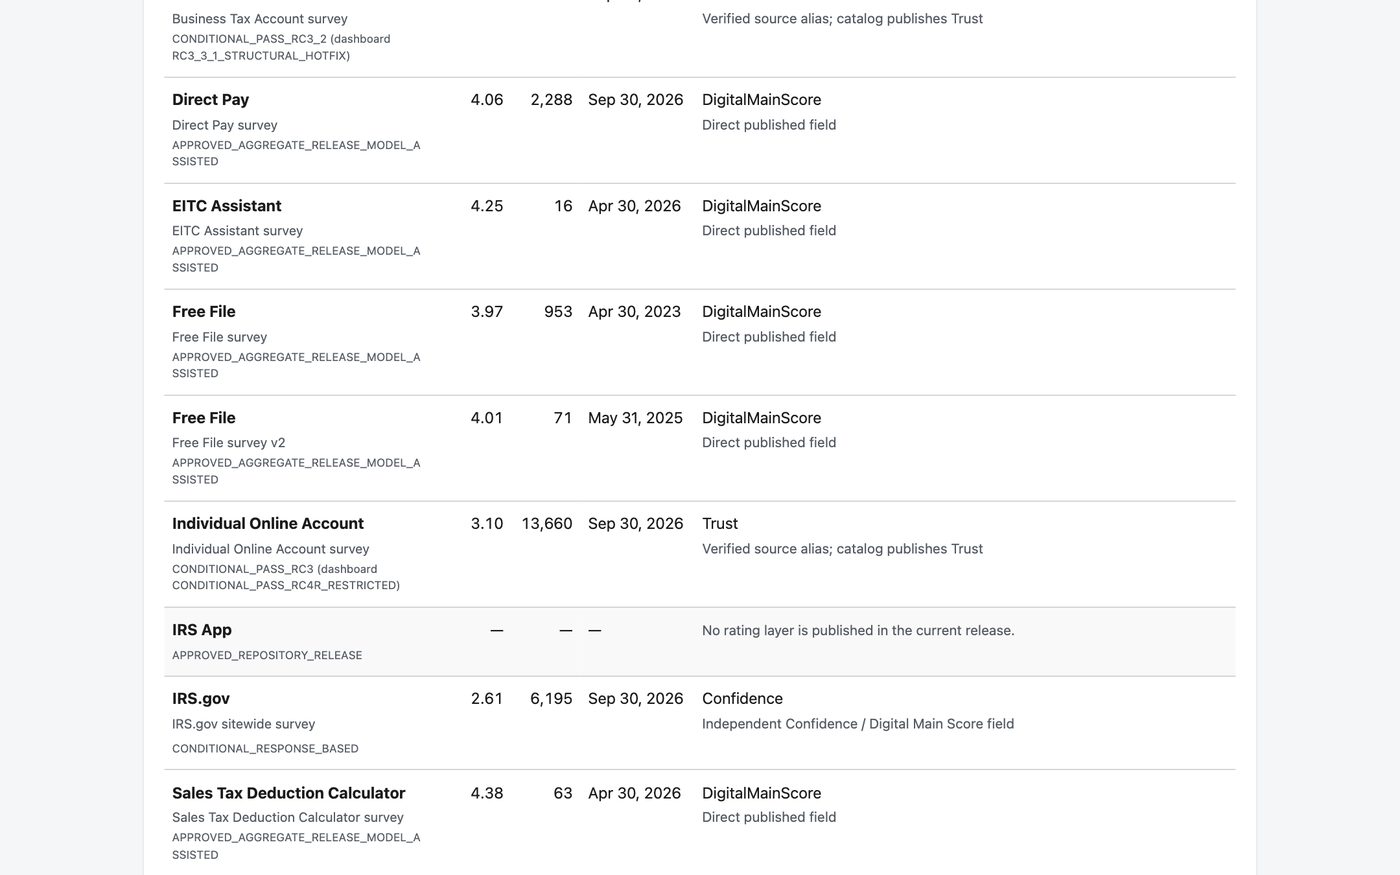 Business Tax Account survey
Verified source alias; catalog publishes Trust
CONDITIONAL_PASS_RC3_2 (dashboard
RC3_3_1_STRUCTURAL_HOTFIX)
Direct Pay 4.06 2,288 Sep 30, 2026 DigitalMainScore
Direct Pay survey Direct published field
APPROVED_AGGREGATE_RELEASE_MODEL_A
SSISTED
EITC Assistant 4.25 16 Apr 30, 2026 DigitalMainScore
EITC Assistant survey Direct published field
APPROVED_AGGREGATE_RELEASE_MODEL_A
SSISTED
Free File 3.97 953 Apr 30, 2023 DigitalMainScore
Free File survey Direct published field
APPROVED_AGGREGATE_RELEASE_MODEL_A
SSISTED
Free File 4.01 71 May 31, 2025 DigitalMainScore
Free File survey v2 Direct published field
APPROVED_AGGREGATE_RELEASE_MODEL_A
SSISTED
Individual Online Account 3.10 13,660 Sep 30, 2026 Trust
Individual Online Account survey Verified source alias; catalog publishes Trust
CONDITIONAL_PASS_RC3 (dashboard
CONDITIONAL_PASS_RC4R_RESTRICTED)
IRS App — — — No rating layer is published in the current release.
APPROVED_REPOSITORY_RELEASE
IRS.gov 2.61 6,195 Sep 30, 2026 Confidence
IRS.gov sitewide survey Independent Confidence / Digital Main Score field
CONDITIONAL_RESPONSE_BASED
Sales Tax Deduction Calculator 4.38 63 Apr 30, 2026 DigitalMainScore
Sales Tax Deduction Calculator survey Direct published field
APPROVED_AGGREGATE_RELEASE_MODEL_A
SSISTED